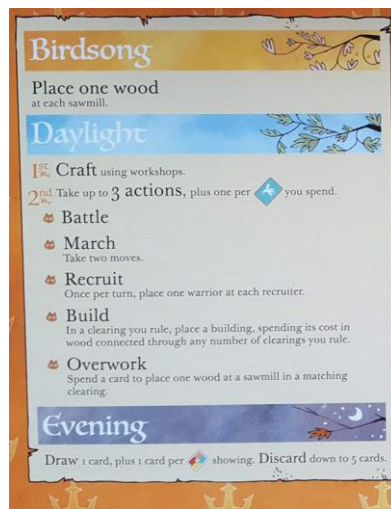 Birdsong
Place one wood
at each sawmill.
Daylight
1st Craft using workshops.
2nd Take up to 3 actions, plus one per you spend.
Battle
March
Take two moves.
Recruit
Once per turn, place one warrior at each recruiter.
Build
In a clearing you rule, place a building, spending its cost in
wood connected through any number of clearings you rule.
Overwork
Spend a card to place one wood at a sawmill in a matching
clearing.
Evening
Draw 1 card, plus 1 card per showing. Discard down to 5 cards.